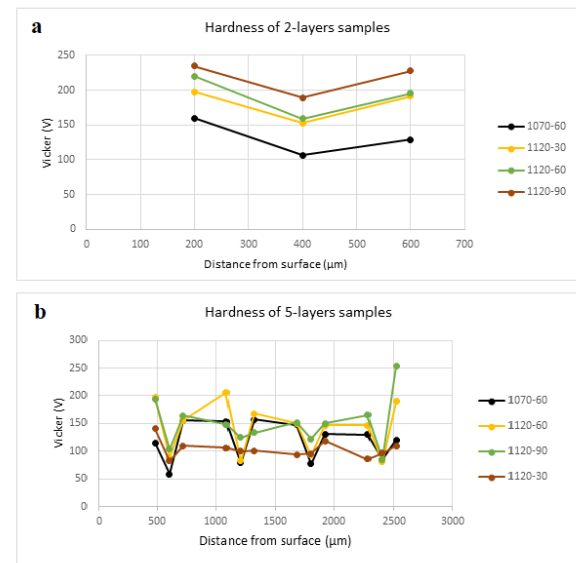 a
Hardness of 2-layers samples
250
200
150
100
50
0
Vicker (V)
0 100 200 300 400 500 600 700
Distance from surface (µm)
1070-60
1120-30
1120-60
1120-90
b
Hardness of 5-layers samples
300
250
200
150
100
50
0
Vicker (V)
0 500 1000 1500 2000 2500 3000
Distance from surface (µm)
1070-60
1120-60
1120-90
1120-30